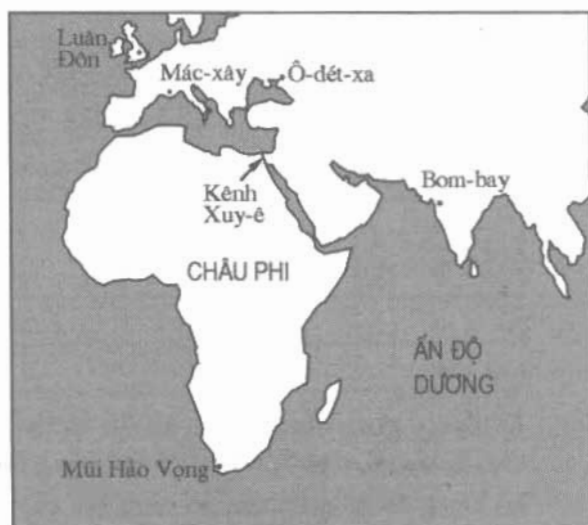 Luân
Đôn
Mác-xây
Ô-đét-xa
Kênh
Xuy-ê
Bom-bay
CHÂU PHI
ẤN ĐỘ
DƯƠNG
Mũi Hảo Vọng